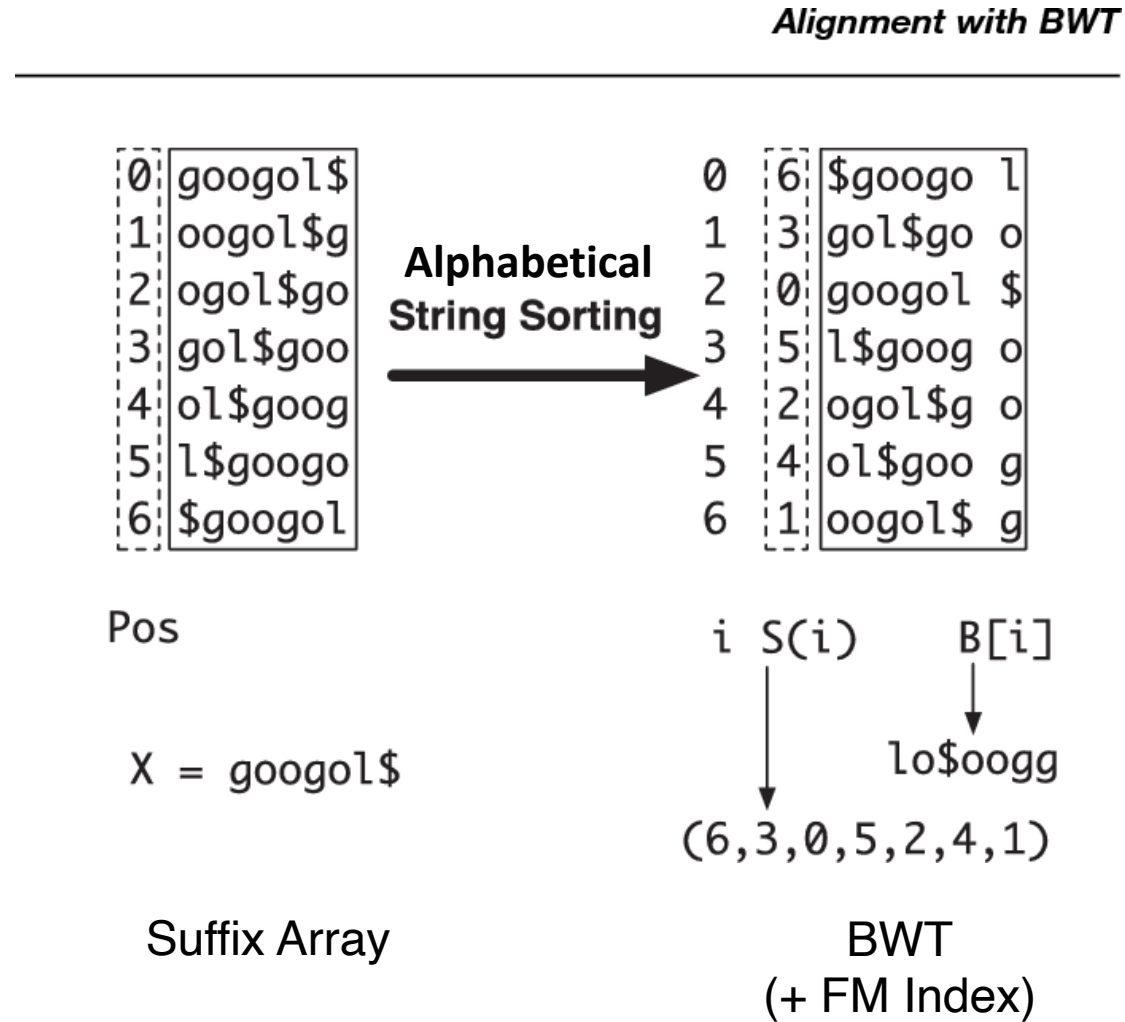 Alignment with BWT
0 googol$
1 oogol$g
2 ogol$go
3 gol$goo
4 ol$goog
5 l$googo
6 $googol
Alphabetical
String Sorting
0 6 $googo l
1 3 gol$go o
2 0 googol $
3 5 l$goog o
4 2 ogol$g o
5 4 ol$goo g
6 1 oogol$ g
Pos
i S(i) B[i]
X = googol$
lo$oogg
(6,3,0,5,2,4,1)
Suffix Array
BWT
(+ FM Index)